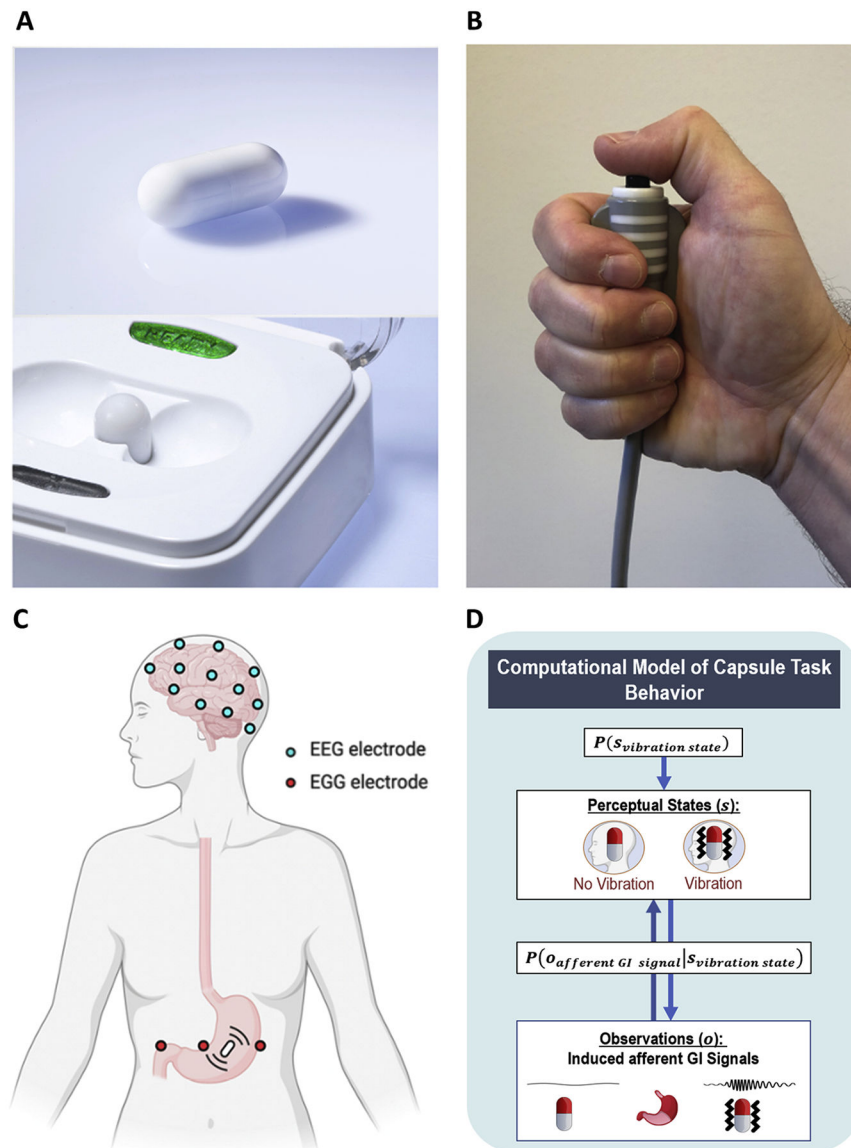 A
B
C
EEG electrode
EGG electrode
D
Computational Model of Capsule Task
Behavior
P(s_vibration state)
Perceptual States (s):
No Vibration
Vibration
P(o_afferent GI signal|s_vibration state)
Observations (o):
Induced afferent GI Signals